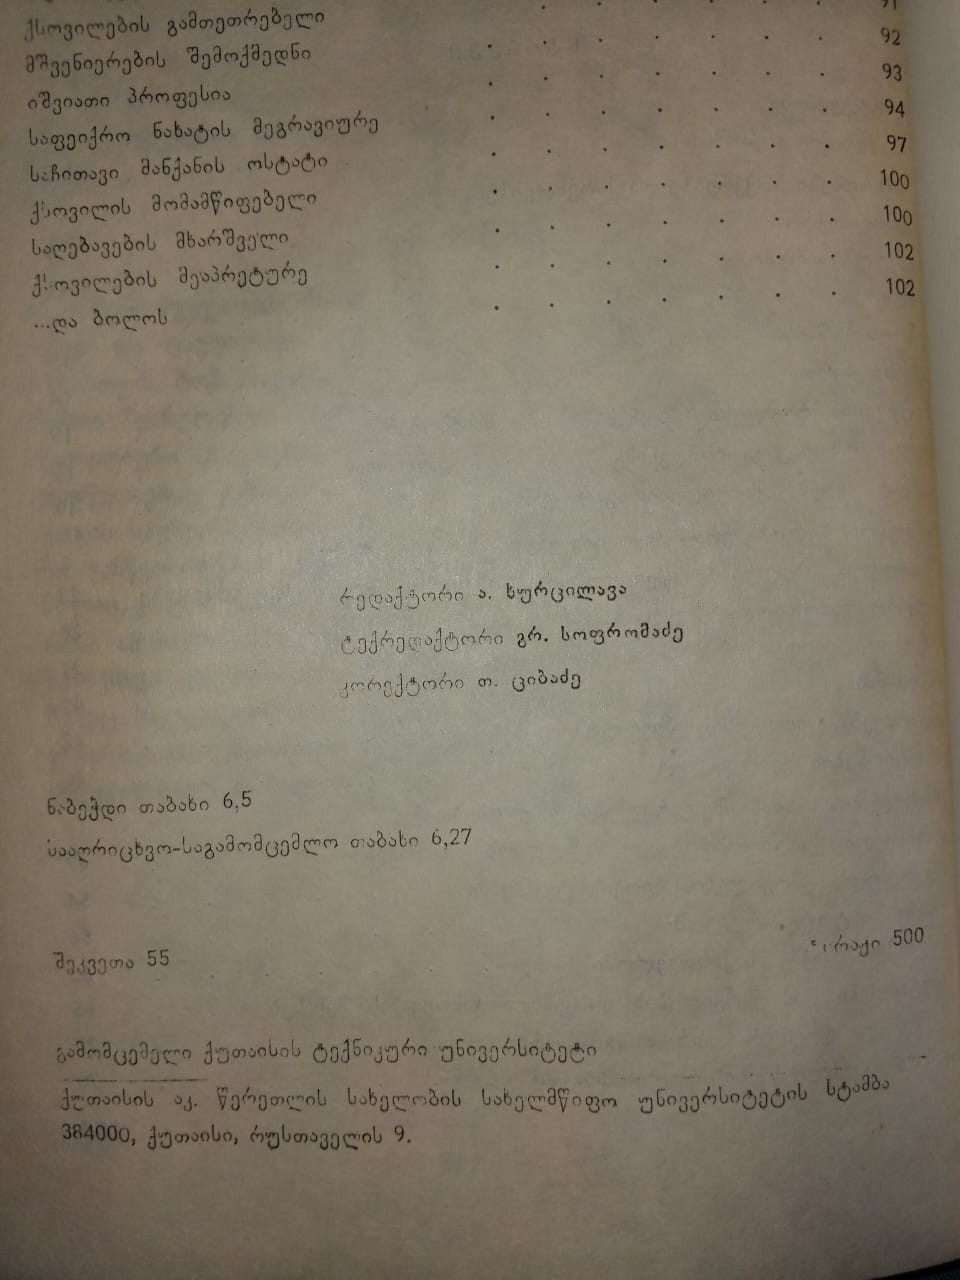 ქსოვილების გამთეთრებელი . . . . . . 91
მშვენიერების შემოქმედნი . . . . . . . 92
იშვიათი პროფესია . . . . . . . 93
საფეიქრო ნახატის მეგრავიურე . . . . . . . 94
საჩითავი მანქანის ოსტატი . . . . . . . 97
ქსოვილის მომამწიფებელი . . . . . . . 100
საღებავების მხარშველი . . . . . . . 100
ქსოვილების მეაპრეტურე . . . . . . . 102
...და ბოლოს . . . . . . . 102
რედაქტორი ა. ხურცილავა
ტექრედაქტორი გრ. სოფრომაძე
კორექტორი თ. ციბაძე
ნაბეჭდი თაბახი 6,5
სააღრიცხვო-საგამომცემლო თაბახი 6,27
შეკვეთა 55
ტირაჟი 500
გამომცემელი ქუთაისის ტექნიკური უნივერსიტეტი
ქუთაისის აკ. წერეთლის სახელობის სახელმწიფო უნივერსიტეტის სტამბა
384000, ქუთაისი, რუსთაველის 9.